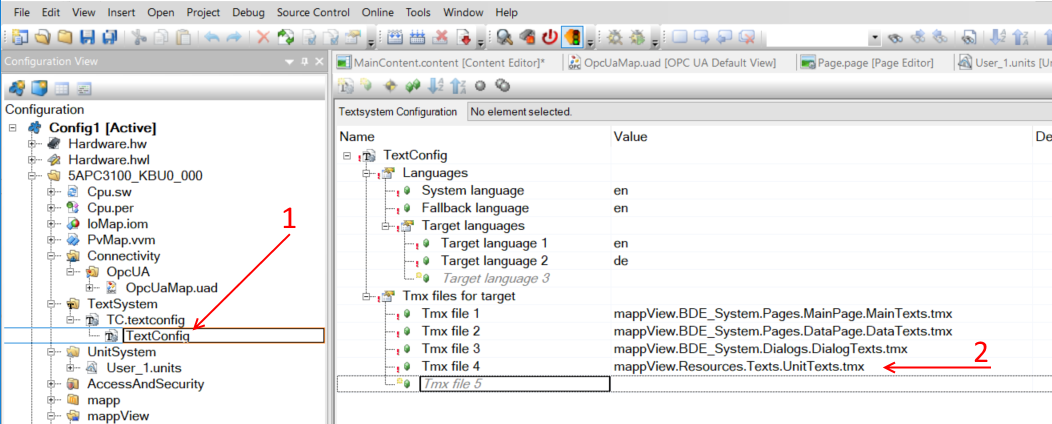 File Edit View Insert Open Project Debug Source Control Online Tools Window Help
Configuration View
MainContent.content [Content Editor]*
OpcUaMap.uad [OPC UA Default View]
Page.page [Page Editor]
User_1.units [Un
Configuration
Config1 [Active]
Hardware.hw
Hardware.hwl
5APC3100_KBU0_000
Cpu.sw
Cpu.per
IoMap.iom
PvMap.vvm
Connectivity
OpcUA
OpcUaMap.uad
TextSystem
TC.textconfig
TextConfig
UnitSystem
User_1.units
AccessAndSecurity
mapp
mappView
1
Textsystem Configuration No element selected.
Name Value De
TextConfig
Languages
System language en
Fallback language en
Target languages
Target language 1 en
Target language 2 de
Target language 3
Tmx files for target
Tmx file 1 mappView.BDE_System.Pages.MainPage.MainTexts.tmx
Tmx file 2 mappView.BDE_System.Pages.DataPage.DataTexts.tmx
Tmx file 3 mappView.BDE_System.Dialogs.DialogTexts.tmx
Tmx file 4 mappView.Resources.Texts.UnitTexts.tmx
Tmx file 5
2